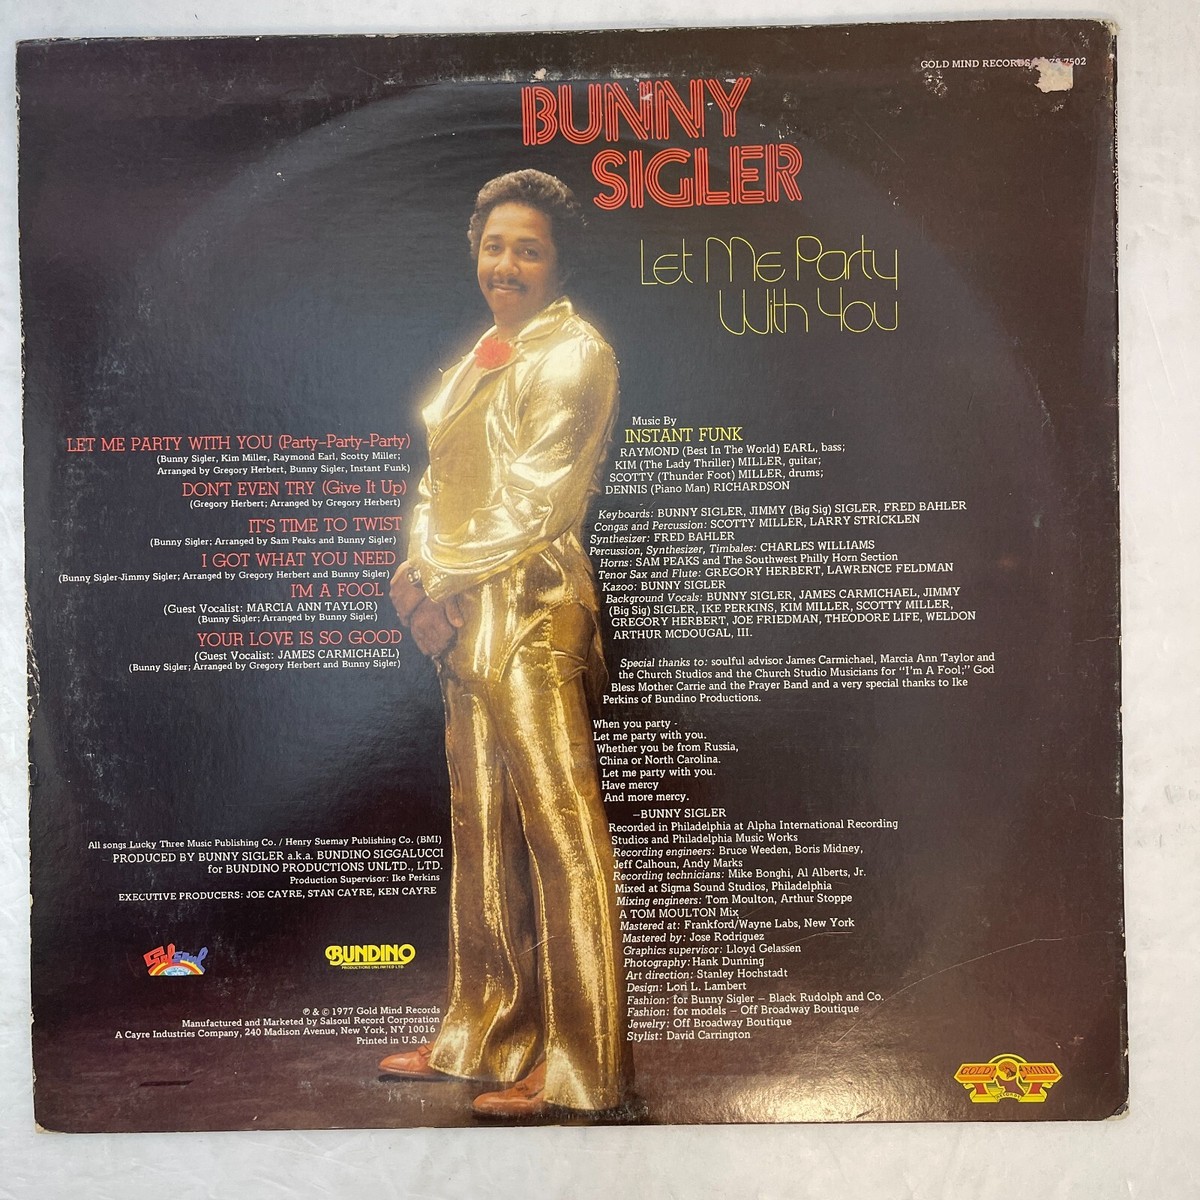 GOLD MIND RECORDS 7502
BUNNY
SIGLER
Let Me Party
With You
LET ME PARTY WITH YOU (Party–Party–Party)
(Bunny Sigler, Kim Miller, Raymond Earl, Scotty Miller;
Arranged by Gregory Herbert, Bunny Sigler, Instant Funk)
DON'T EVEN TRY (Give It Up)
(Gregory Herbert; Arranged by Gregory Herbert)
IT'S TIME TO TWIST
(Bunny Sigler; Arranged by Sam Peaks and Bunny Sigler)
I GOT WHAT YOU NEED
(Bunny Sigler-Jimmy Sigler; Arranged by Gregory Herbert and Bunny Sigler)
I'M A FOOL
(Guest Vocalist: MARCIA ANN TAYLOR)
(Bunny Sigler; Arranged by Bunny Sigler)
YOUR LOVE IS SO GOOD
(Guest Vocalist: JAMES CARMICHAEL)
(Bunny Sigler; Arranged by Gregory Herbert and Bunny Sigler)
Music By
INSTANT FUNK
RAYMOND (Best In The World) EARL, bass;
KIM (The Lady Thriller) MILLER, guitar;
SCOTTY (Thunder Foot) MILLER, drums;
DENNIS (Piano Man) RICHARDSON
Keyboards: BUNNY SIGLER, JIMMY (Big Sig) SIGLER, FRED BAHLER
Congas and Percussion: SCOTTY MILLER, LARRY STRICKLEN
Synthesizer: FRED BAHLER
Percussion, Synthesizer, Timbales: CHARLES WILLIAMS
Horns: SAM PEAKS and The Southwest Philly Horn Section
Tenor Sax and Flute: GREGORY HERBERT, LAWRENCE FELDMAN
Kazoo: BUNNY SIGLER
Background Vocals: BUNNY SIGLER, JAMES CARMICHAEL, JIMMY
(Big Sig) SIGLER, IKE PERKINS, KIM MILLER, SCOTTY MILLER,
GREGORY HERBERT, JOE FRIEDMAN, THEODORE LIFE, WELDON
ARTHUR MCDOUGAL, III.
Special thanks to: soulful advisor James Carmichael, Marcia Ann Taylor and
the Church Studios and the Church Studio Musicians for "I'm A Fool;" God
Bless Mother Carrie and the Prayer Band and a very special thanks to Ike
Perkins of Bundino Productions.
When you party -
Let me party with you.
Whether you be from Russia,
China or North Carolina.
Let me party with you.
Have mercy
And more mercy.
—BUNNY SIGLER
Recorded in Philadelphia at Alpha International Recording
Studios and Philadelphia Music Works
Recording engineers: Bruce Weeden, Boris Midney,
Jeff Calhoun, Andy Marks
Recording technicians: Mike Bonghi, Al Alberts, Jr.
Mixed at Sigma Sound Studios, Philadelphia
Mixing engineers: Tom Moulton, Arthur Stoppe
A TOM MOULTON Mix
Mastered at: Frankford/Wayne Labs, New York
Mastered by: Jose Rodriguez
Graphics supervisor: Lloyd Gelassen
Photography: Hank Dunning
Art direction: Stanley Hochstadt
Design: Lori L. Lambert
Fashion: for Bunny Sigler — Black Rudolph and Co.
Fashion: for models — Off Broadway Boutique
Jewelry: Off Broadway Boutique
Stylist: David Carrington
All songs Lucky Three Music Publishing Co. / Henry Suemay Publishing Co. (BMI)
PRODUCED BY BUNNY SIGLER a.k.a. BUNDINO SIGGALUCCI
for BUNDINO PRODUCTIONS UNLTD., LTD.
Production Supervisor: Ike Perkins
EXECUTIVE PRODUCERS: JOE CAYRE, STAN CAYRE, KEN CAYRE
Salsoul
BUNDINO
PRODUCTIONS UNLIMITED LTD.
℗ & © 1977 Gold Mind Records
Manufactured and Marketed by Salsoul Record Corporation
A Cayre Industries Company, 240 Madison Avenue, New York, NY 10016
Printed in U.S.A.
GOLD MIND
RECORDS